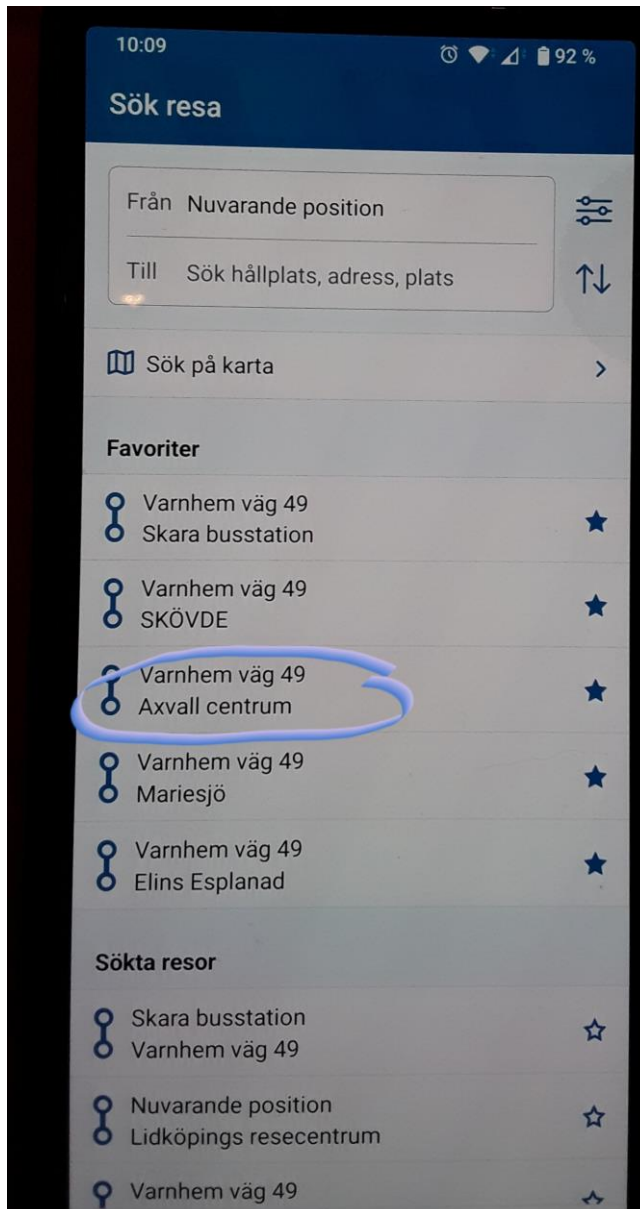 10:09
92 %
Sök resa
Från Nuvarande position
Till Sök hållplats, adress, plats
Sök på karta
Favoriter
Varnhem väg 49
Skara busstation
Varnhem väg 49
SKÖVDE
Varnhem väg 49
Axvall centrum
Varnhem väg 49
Mariesjö
Varnhem väg 49
Elins Esplanad
Sökta resor
Skara busstation
Varnhem väg 49
Nuvarande position
Lidköpings resecentrum
Varnhem väg 49